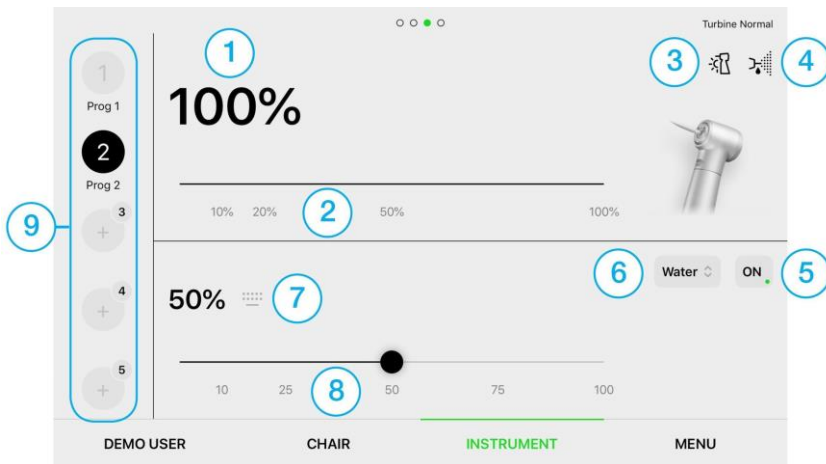 Turbine Normal
1
3
4
1
Prog 1
100%
2
Prog 2
3
10% 20% 2 50% 100%
9
6
Water
ON
5
4
50%
7
5
10 25 8 50 75 100
DEMO USER CHAIR INSTRUMENT MENU